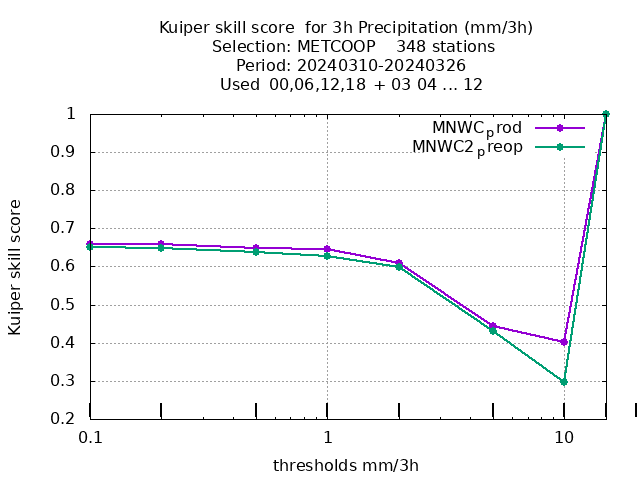 Kuiper skill score  for 3h Precipitation (mm/3h)
Selection: METCOOP    348 stations
Period: 20240310-20240326
Used  00,06,12,18  + 03 04 ... 12
MNWCprod
MNWC2preop
1
0.9
0.8
0.7
0.6
0.5
0.4
0.3
0.2
Kuiper skill score
0.1
1
10
thresholds mm/3h